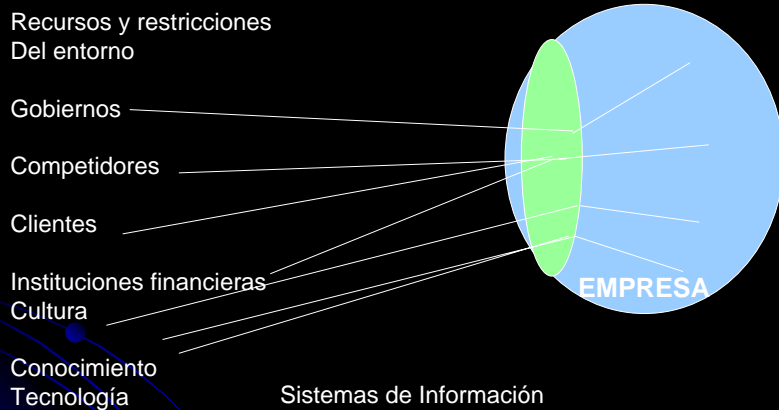 Recursos y restricciones
Del entorno
Gobiernos
Competidores
Clientes
Instituciones financieras
Cultura
Conocimiento
Tecnología
EMPRESA
Sistemas de Información